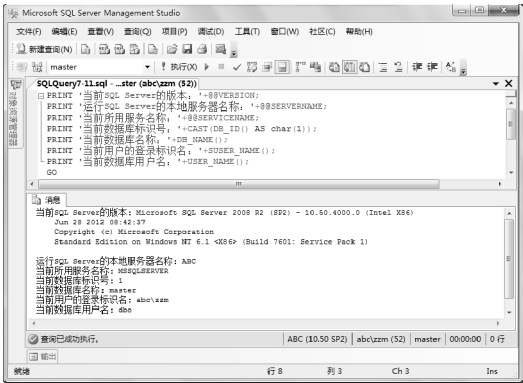 Microsoft SQL Server Management Studio
文件(F) 编辑(E) 查看(V) 查询(Q) 项目(P) 调试(D) 工具(T) 窗口(W) 社区(C) 帮助(H)
新建查询(N)
master 执行(X)
SQLQuery7-11.sql - ...ster (abc\zzm (52))
对象资源管理器
PRINT '当前SQL Server的版本：'+@@VERSION;
PRINT '运行SQL Server的本地服务器名称：'+@@SERVERNAME;
PRINT '当前所用服务名称：'+@@SERVICENAME;
PRINT '当前数据库标识号：'+CAST(DB_ID() AS char(1));
PRINT '当前数据库名称：'+DB_NAME();
PRINT '当前用户的登录标识名：'+SUSER_NAME();
PRINT '当前数据库用户名：'+USER_NAME();
GO
消息
当前SQL Server的版本：Microsoft SQL Server 2008 R2 (SP2) - 10.50.4000.0 (Intel X86)
Jun 28 2012 08:42:37
Copyright (c) Microsoft Corporation
Standard Edition on Windows NT 6.1 <X86> (Build 7601: Service Pack 1)
运行SQL Server的本地服务器名称：ABC
当前所用服务名称：MSSQLSERVER
当前数据库标识号：1
当前数据库名称：master
当前用户的登录标识名：abc\zzm
当前数据库用户名：dbo
查询已成功执行。 ABC (10.50 SP2) abc\zzm (52) master 00:00:00 0 行
输出
就绪 行 8 列 3 Ch 3 Ins